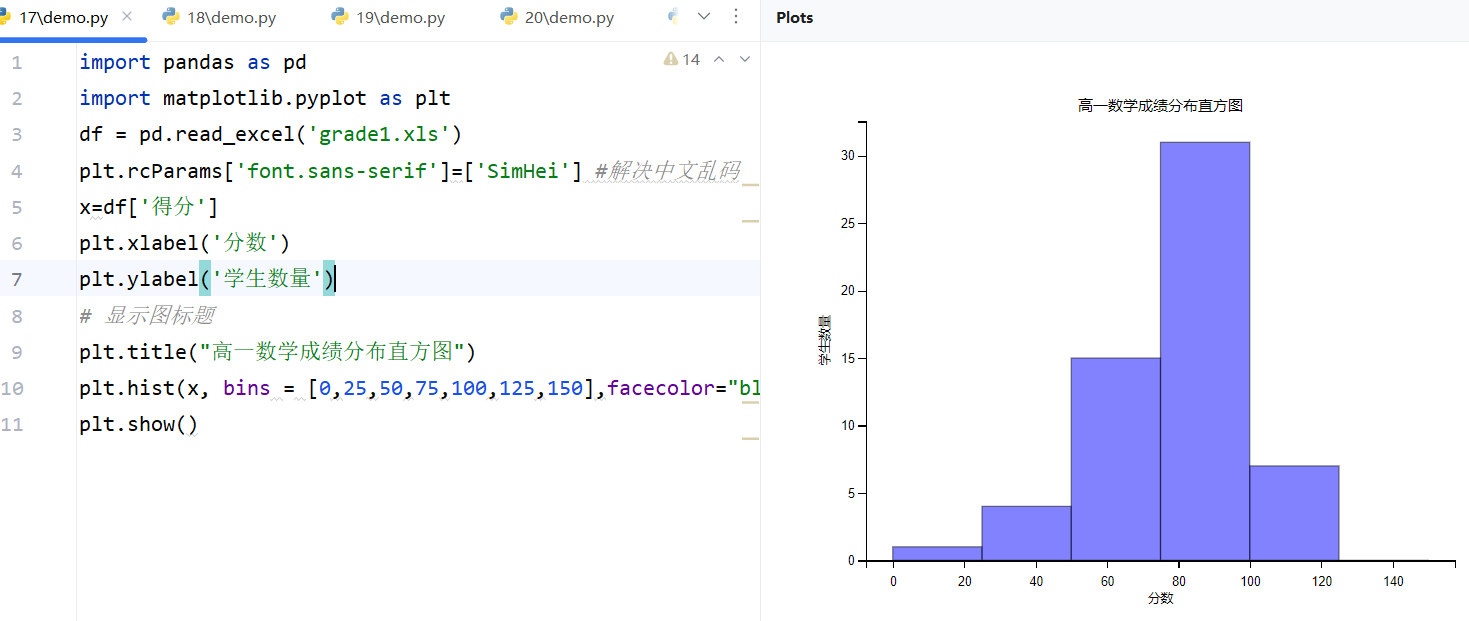 17\demo.py
18\demo.py
19\demo.py
20\demo.py
Plots
14
1 import pandas as pd
2 import matplotlib.pyplot as plt
3 df = pd.read_excel('grade1.xls')
4 plt.rcParams['font.sans-serif']=['SimHei'] #解决中文乱码
5 x=df['得分']
6 plt.xlabel('分数')
7 plt.ylabel('学生数量')
8 # 显示图标题
9 plt.title("高一数学成绩分布直方图")
10 plt.hist(x, bins = [0,25,50,75,100,125,150],facecolor="bl
11 plt.show()
高一数学成绩分布直方图
30
25
20
15
10
5
0
学生数量
0 20 40 60 80 100 120 140
分数